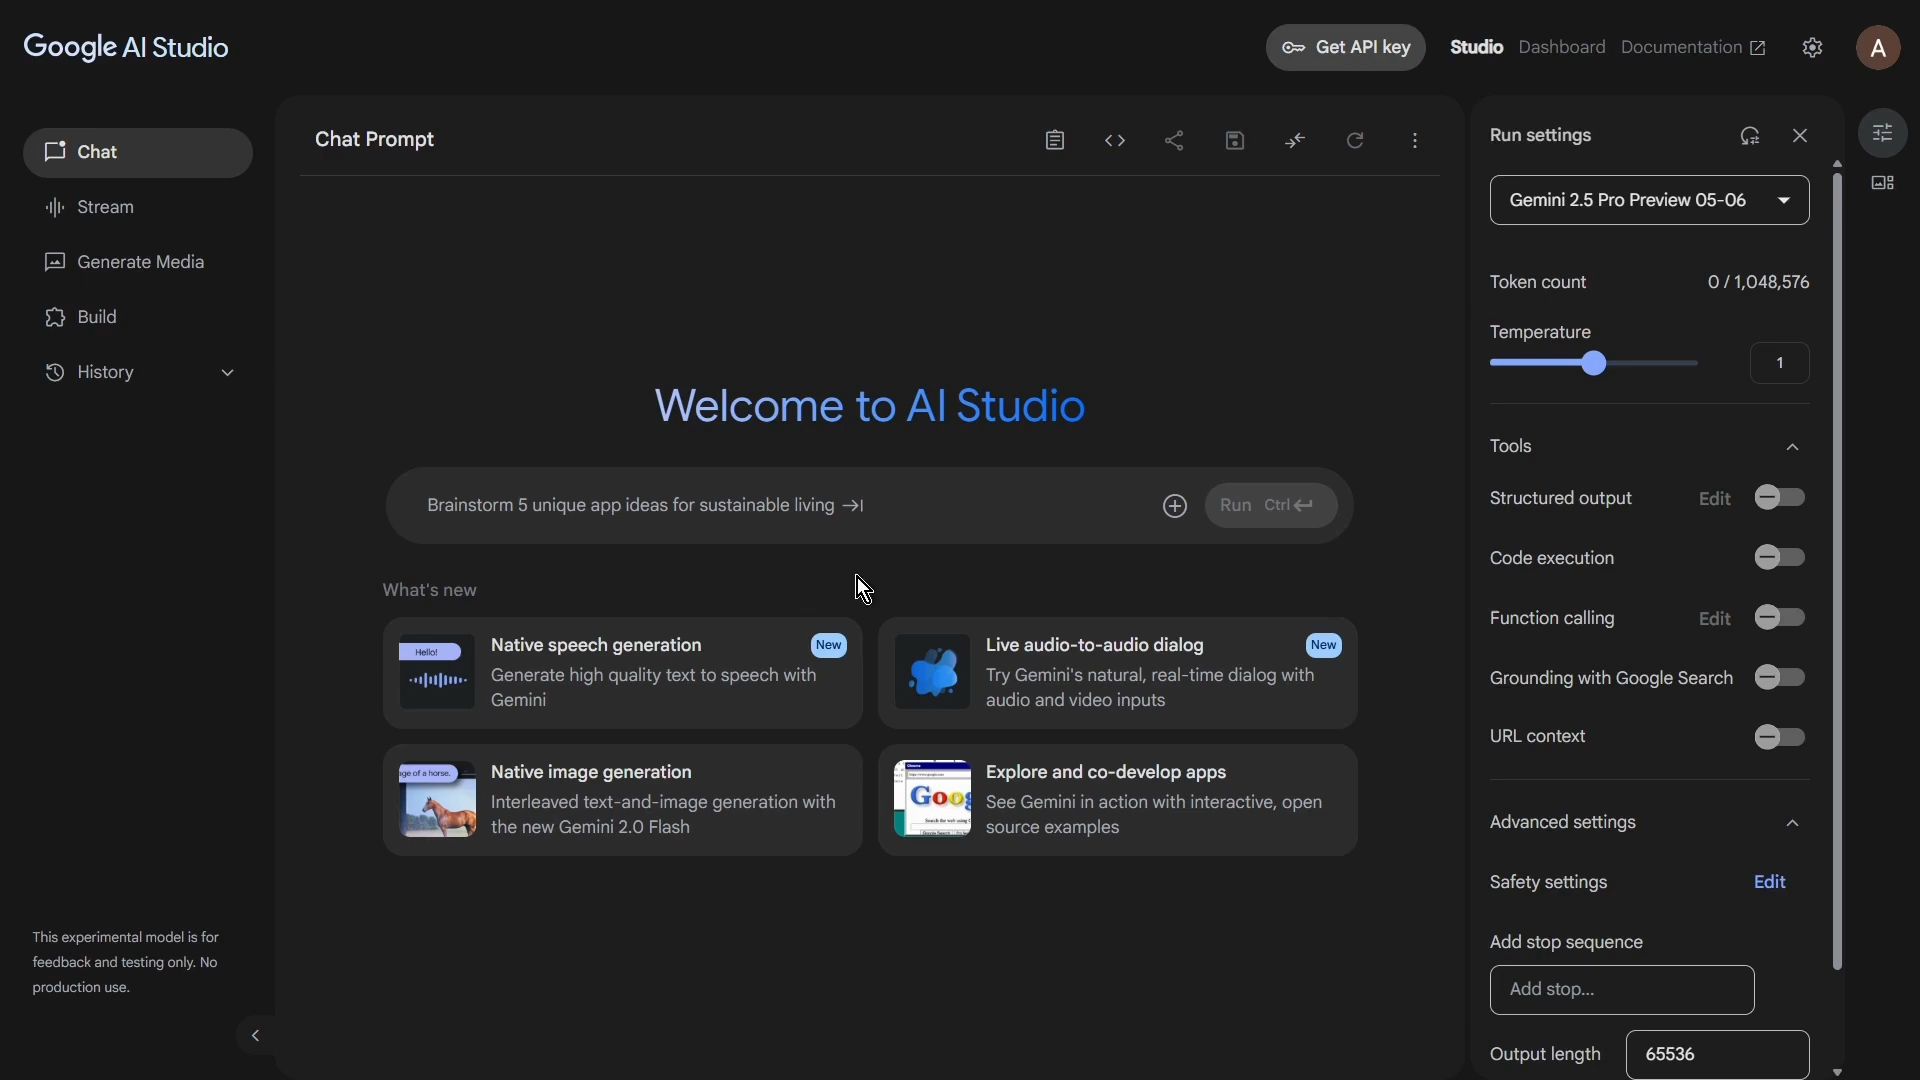 Google AI Studio
Get API key
Studio
Dashboard
Documentation
A
Chat
Stream
Generate Media
Build
History
This experimental model is for
feedback and testing only. No
production use.
Chat Prompt
Welcome to AI Studio
Brainstorm 5 unique app ideas for sustainable living
Run Ctrl
What's new
Hello!
Native speech generation
New
Generate high quality text to speech with
Gemini
Live audio-to-audio dialog
New
Try Gemini's natural, real-time dialog with
audio and video inputs
age of a horse.
Native image generation
Interleaved text-and-image generation with
the new Gemini 2.0 Flash
Goog
Explore and co-develop apps
See Gemini in action with interactive, open
source examples
Run settings
Gemini 2.5 Pro Preview 05-06
Token count 0 / 1,048,576
Temperature
1
Tools
Structured output Edit
Code execution
Function calling Edit
Grounding with Google Search
URL context
Advanced settings
Safety settings Edit
Add stop sequence
Add stop...
Output length 65536